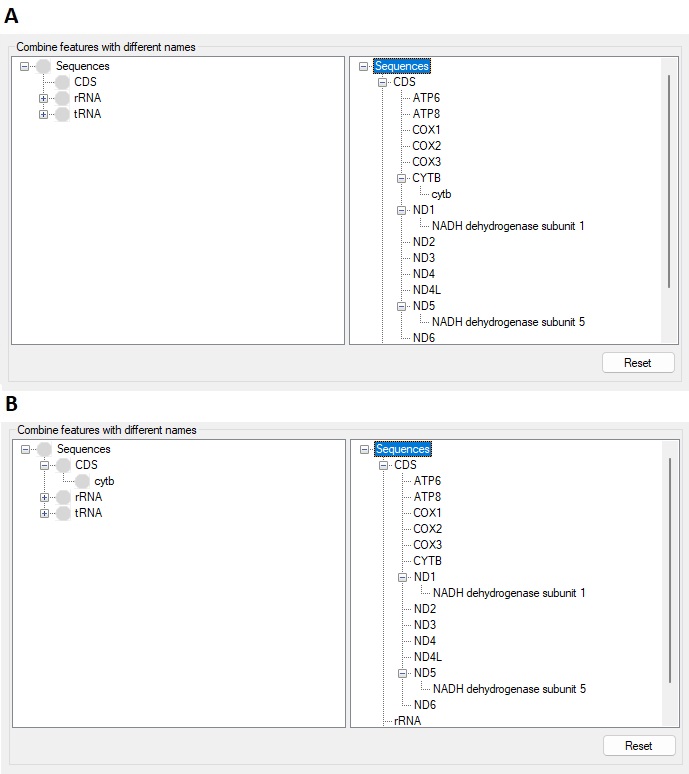 A
Combine features with different names
Sequences
CDS
rRNA
tRNA
Sequences
CDS
ATP6
ATP8
COX1
COX2
COX3
CYTB
cytb
ND1
NADH dehydrogenase subunit 1
ND2
ND3
ND4
ND4L
ND5
NADH dehydrogenase subunit 5
ND6
Reset
B
Combine features with different names
Sequences
CDS
cytb
rRNA
tRNA
Sequences
CDS
ATP6
ATP8
COX1
COX2
COX3
CYTB
ND1
NADH dehydrogenase subunit 1
ND2
ND3
ND4
ND4L
ND5
NADH dehydrogenase subunit 5
ND6
rRNA
Reset